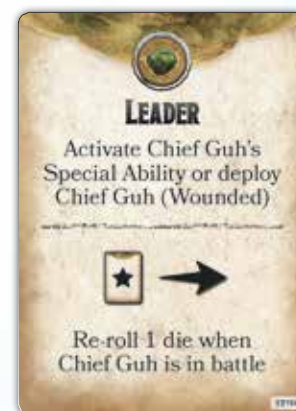 LEADER
Activate Chief Guh's
Special Ability or deploy
Chief Guh (Wounded)
Re-roll 1 die when
Chief Guh is in battle